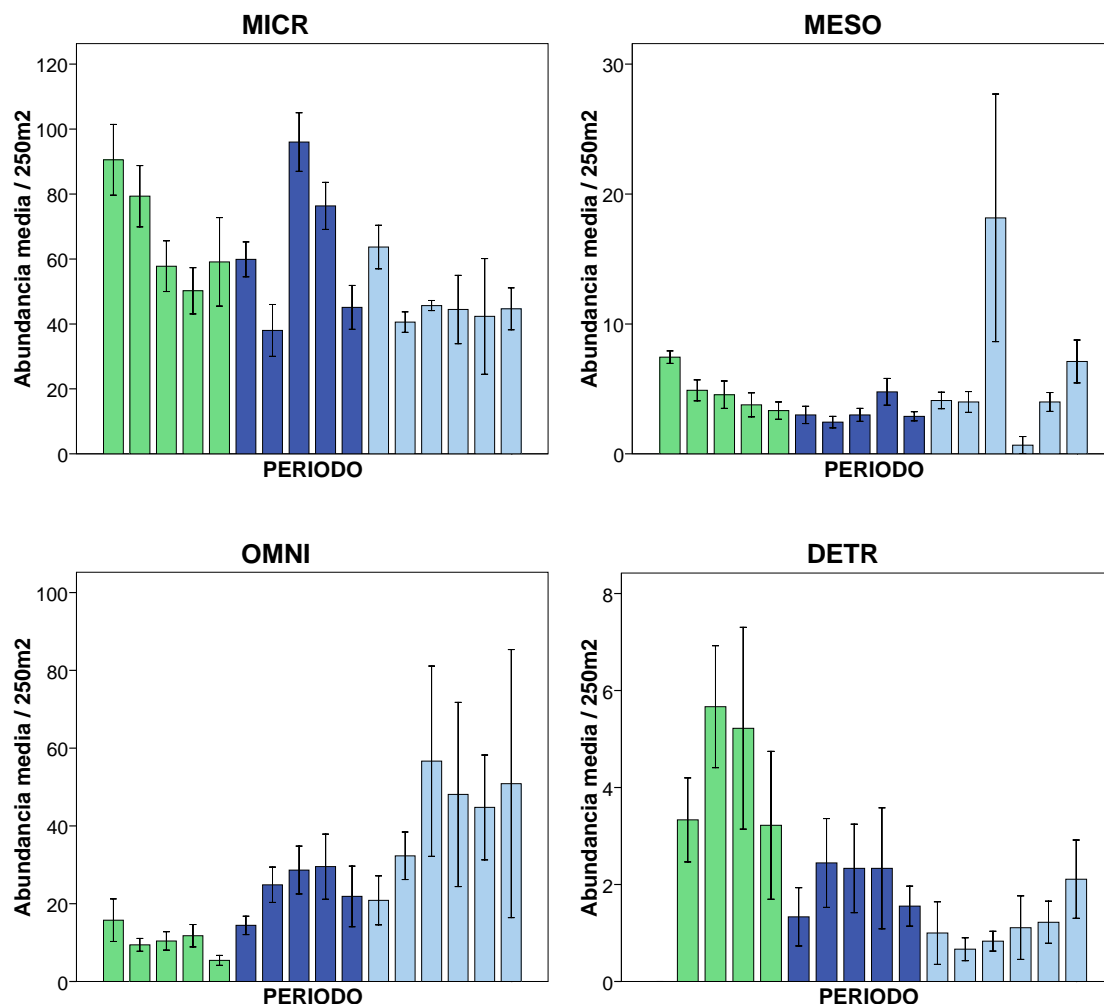 MICR
120
100
80
60
40
20
0
Abundancia media / 250m2
PERIODO
MESO
30
20
10
0
Abundancia media / 250m2
PERIODO
OMNI
100
80
60
40
20
0
Abundancia media / 250m2
PERIODO
DETR
8
6
4
2
0
Abundancia media / 250m2
PERIODO